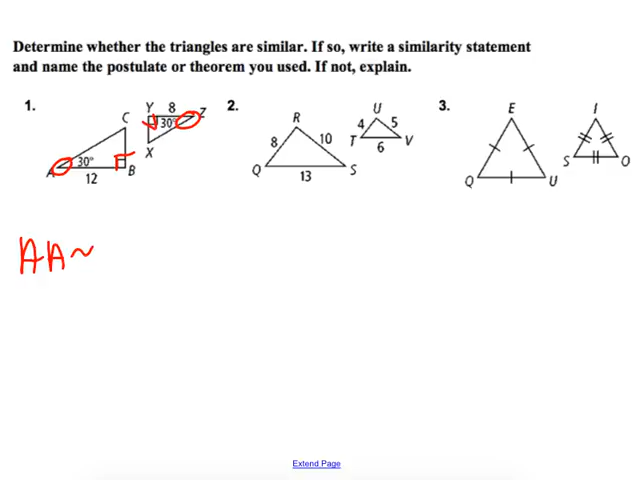 Determine whether the triangles are similar. If so, write a similarity statement
and name the postulate or theorem you used. If not, explain.
1.
C
30°
A
12
B
Y
8
Z
30°
X
2.
R
8
10
Q
13
S
U
4
5
T
6
V
3.
E
Q
U
I
S
O
AA~
Extend Page